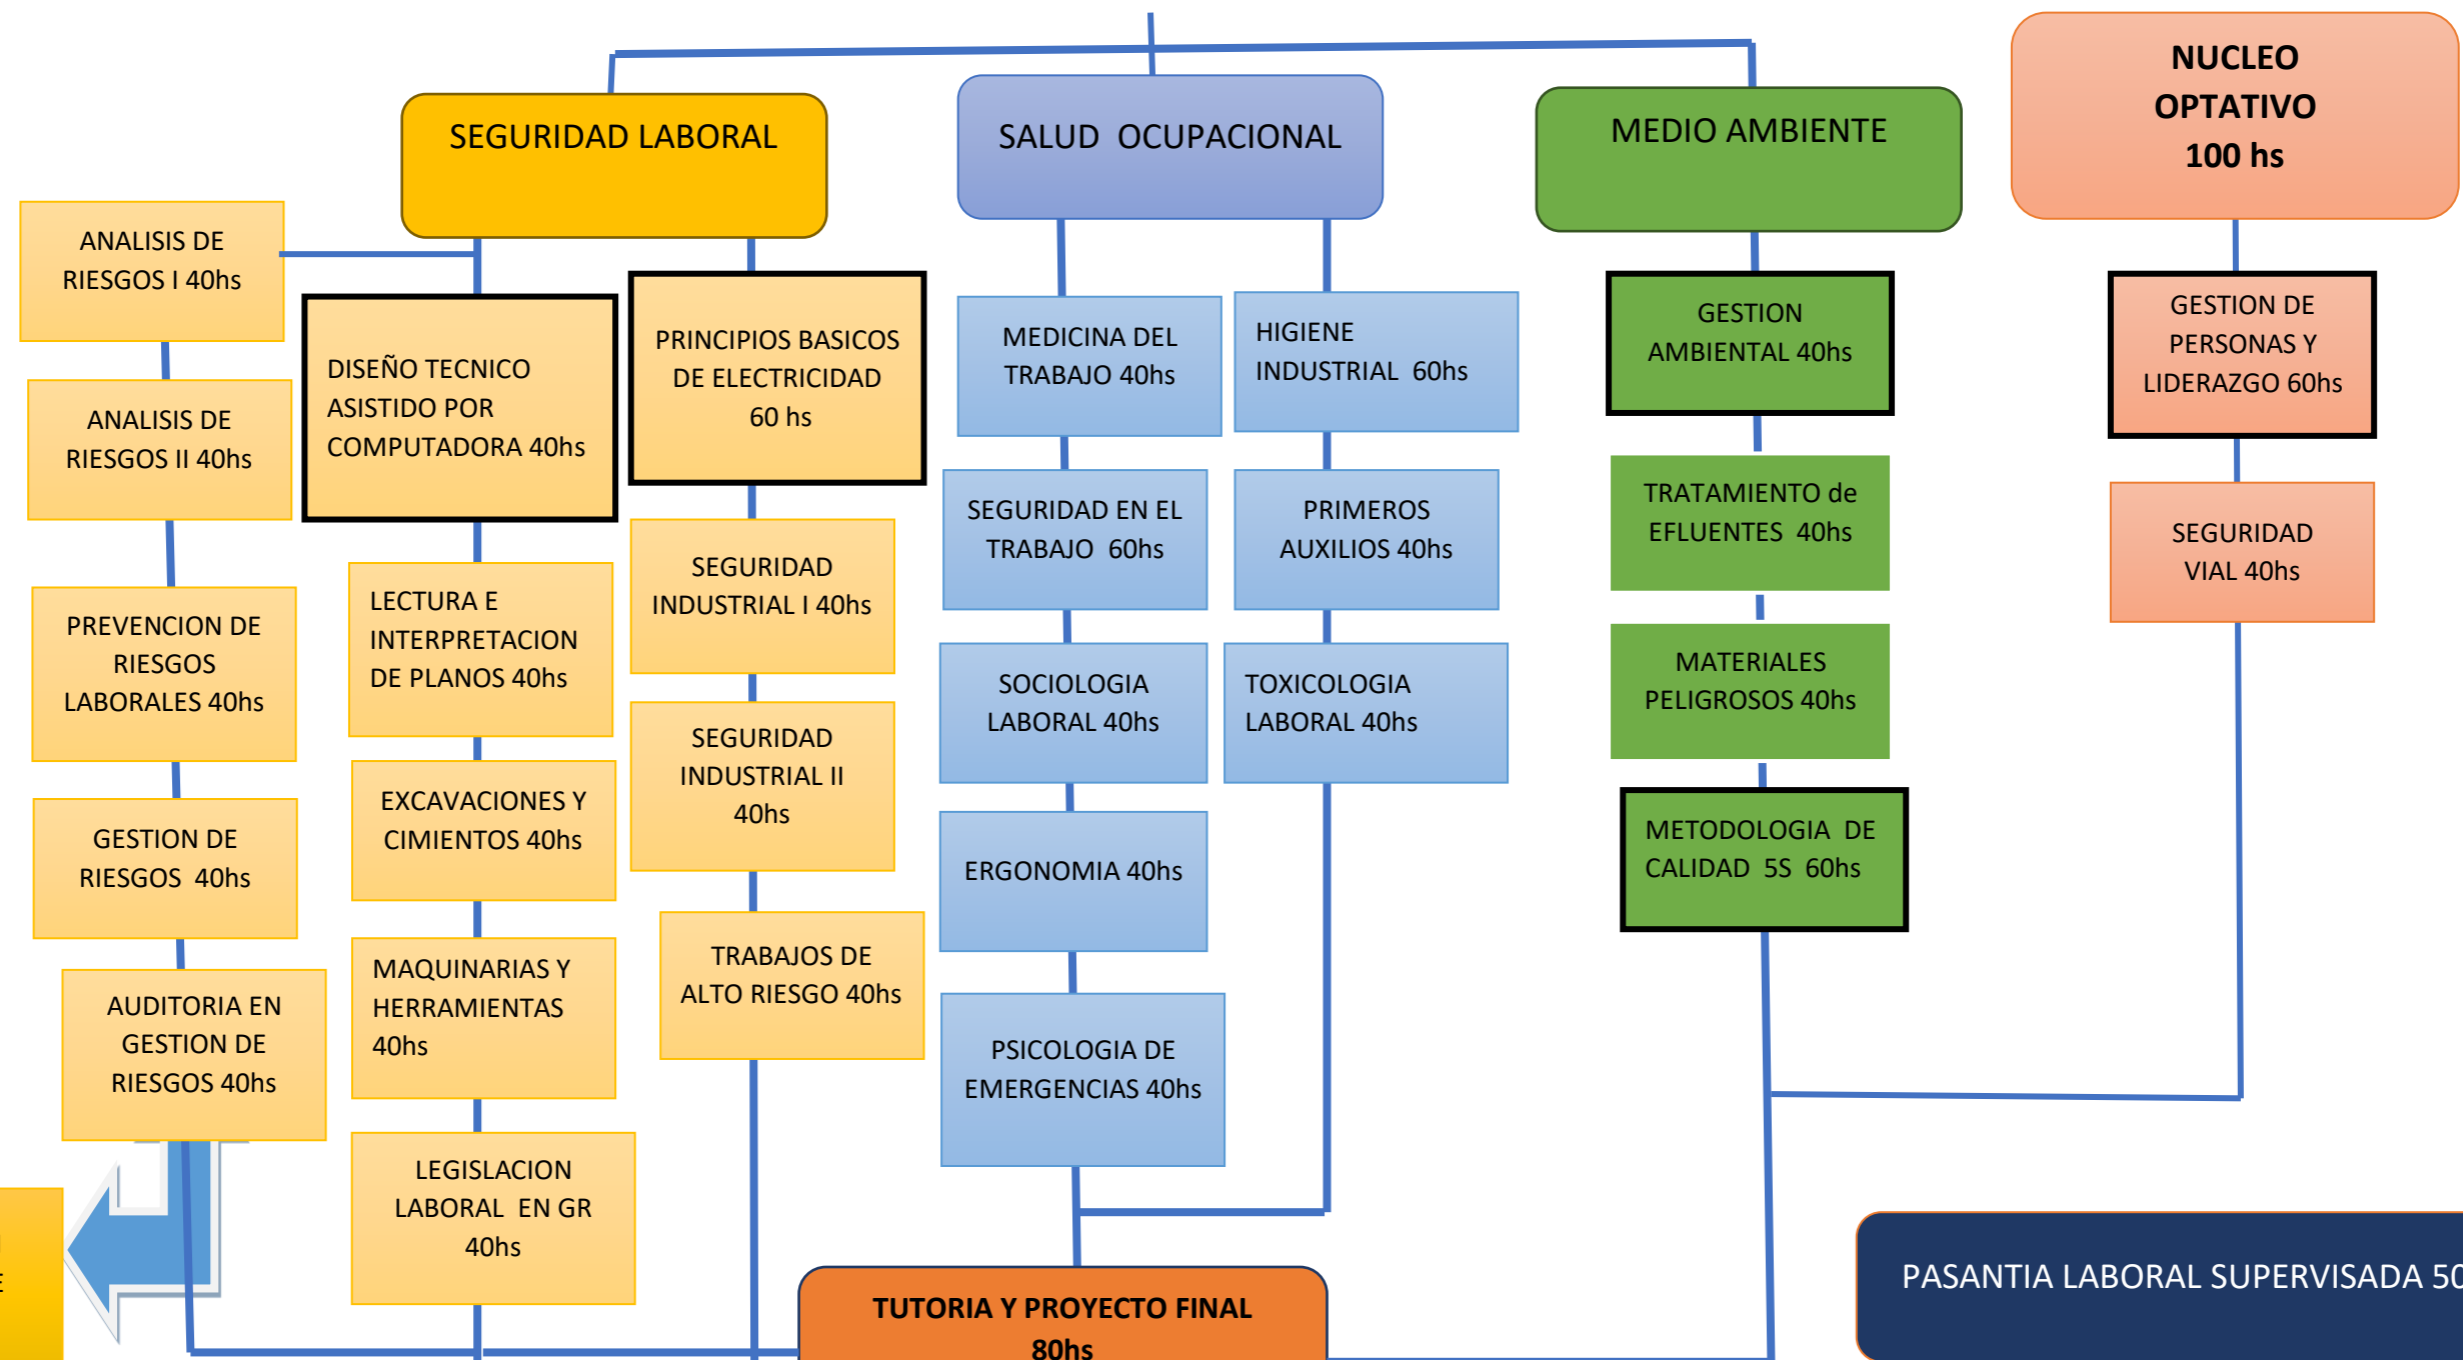 SEGURIDAD LABORAL
SALUD  OCUPACIONAL
MEDIO AMBIENTE
NUCLEO
OPTATIVO
100 hs
ANALISIS DE
RIESGOS I 40hs
ANALISIS DE
RIESGOS II 40hs
PREVENCION DE
RIESGOS
LABORALES 40hs
GESTION DE
RIESGOS  40hs
AUDITORIA EN
GESTION DE
RIESGOS 40hs
DISEÑO TECNICO
ASISTIDO POR
COMPUTADORA 40hs
LECTURA E
INTERPRETACION
DE PLANOS 40hs
EXCAVACIONES Y
CIMIENTOS 40hs
MAQUINARIAS Y
HERRAMIENTAS
40hs
LEGISLACION
LABORAL  EN GR
40hs
PRINCIPIOS BASICOS
DE ELECTRICIDAD
60 hs
SEGURIDAD
INDUSTRIAL I 40hs
SEGURIDAD
INDUSTRIAL II
40hs
TRABAJOS DE
ALTO RIESGO 40hs
MEDICINA DEL
TRABAJO 40hs
SEGURIDAD EN EL
TRABAJO  60hs
SOCIOLOGIA
LABORAL 40hs
ERGONOMIA 40hs
PSICOLOGIA DE
EMERGENCIAS 40hs
HIGIENE
INDUSTRIAL  60hs
PRIMEROS
AUXILIOS 40hs
TOXICOLOGIA
LABORAL 40hs
GESTION
AMBIENTAL 40hs
TRATAMIENTO de
EFLUENTES  40hs
MATERIALES
PELIGROSOS 40hs
METODOLOGIA  DE
CALIDAD  5S  60hs
GESTION DE
PERSONAS Y
LIDERAZGO 60hs
SEGURIDAD
VIAL 40hs
TUTORIA Y PROYECTO FINAL
80hs
PASANTIA LABORAL SUPERVISADA 50